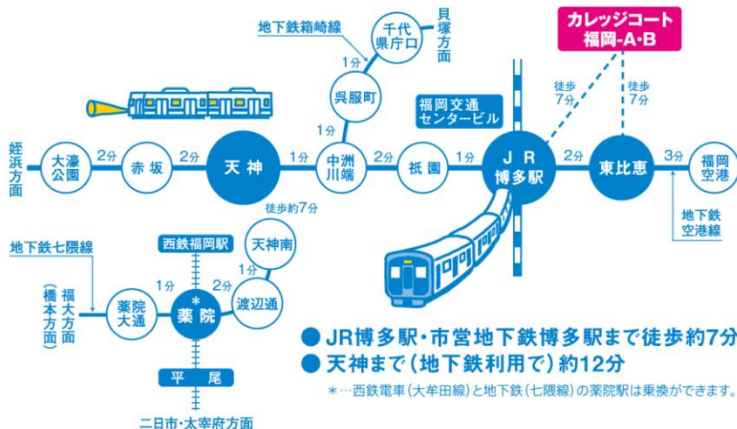 カレッジコート
福岡-A・B
徒歩
7分
徒歩
7分
地下鉄箱崎線
千代
県庁口
貝塚方面
1分
呉服町
1分
福岡交通
センタービル
姪浜方面
大濠
公園
2分
赤坂
2分
天神
1分
中洲
川端
2分
祇園
1分
JR
博多駅
2分
東比恵
3分
福岡
空港
地下鉄
空港線
徒歩約7分
天神南
1分
地下鉄七隈線
西鉄福岡駅
福大方面
(橋本方面)
薬院
大通
1分
*
薬院
2分
渡辺通
平尾
二日市・太宰府方面
● JR博多駅・市営地下鉄博多駅まで徒歩約7分
● 天神まで(地下鉄利用で)約12分
*…西鉄電車(大牟田線)と地下鉄(七隈線)の薬院駅は乗換ができます。